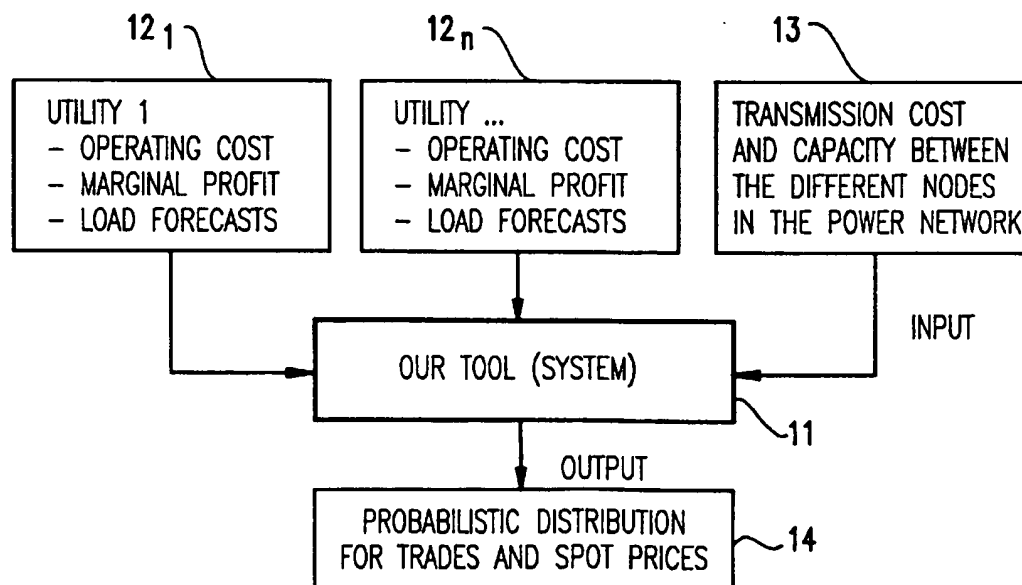 12 1
12 n
13
UTILITY 1
- OPERATING COST
- MARGINAL PROFIT
- LOAD FORECASTS
UTILITY ...
- OPERATING COST
- MARGINAL PROFIT
- LOAD FORECASTS
TRANSMISSION COST
AND CAPACITY BETWEEN
THE DIFFERENT NODES
IN THE POWER NETWORK
INPUT
OUR TOOL (SYSTEM)
11
OUTPUT
PROBABILISTIC DISTRIBUTION
FOR TRADES AND SPOT PRICES
14